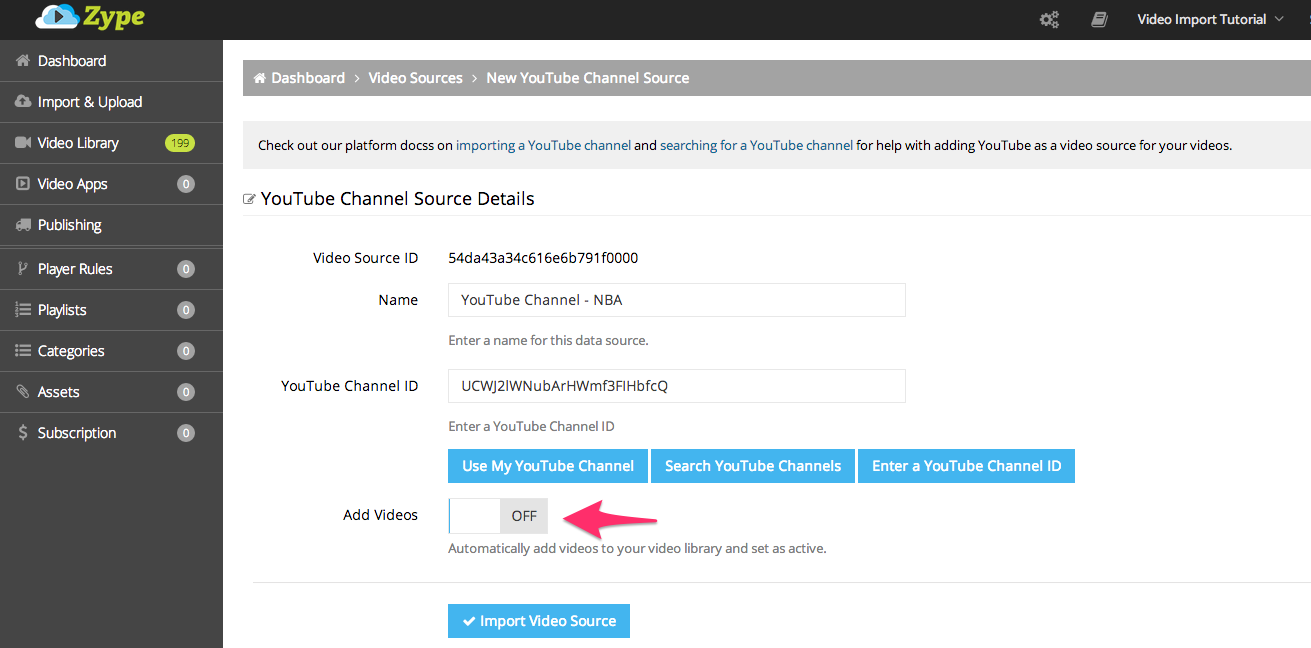 Zype
Video Import Tutorial
Dashboard
Import & Upload
Video Library 199
Video Apps 0
Publishing
Player Rules 0
Playlists 0
Categories 0
Assets 0
Subscription 0
Dashboard > Video Sources > New YouTube Channel Source
Check out our platform docss on importing a YouTube channel and searching for a YouTube channel for help with adding YouTube as a video source for your videos.
YouTube Channel Source Details
Video Source ID 54da43a34c616e6b791f0000
Name YouTube Channel - NBA
Enter a name for this data source.
YouTube Channel ID UCWJ2lWNubArHWmf3FIHbfcQ
Enter a YouTube Channel ID
Use My YouTube Channel Search YouTube Channels Enter a YouTube Channel ID
Add Videos OFF
Automatically add videos to your video library and set as active.
Import Video Source